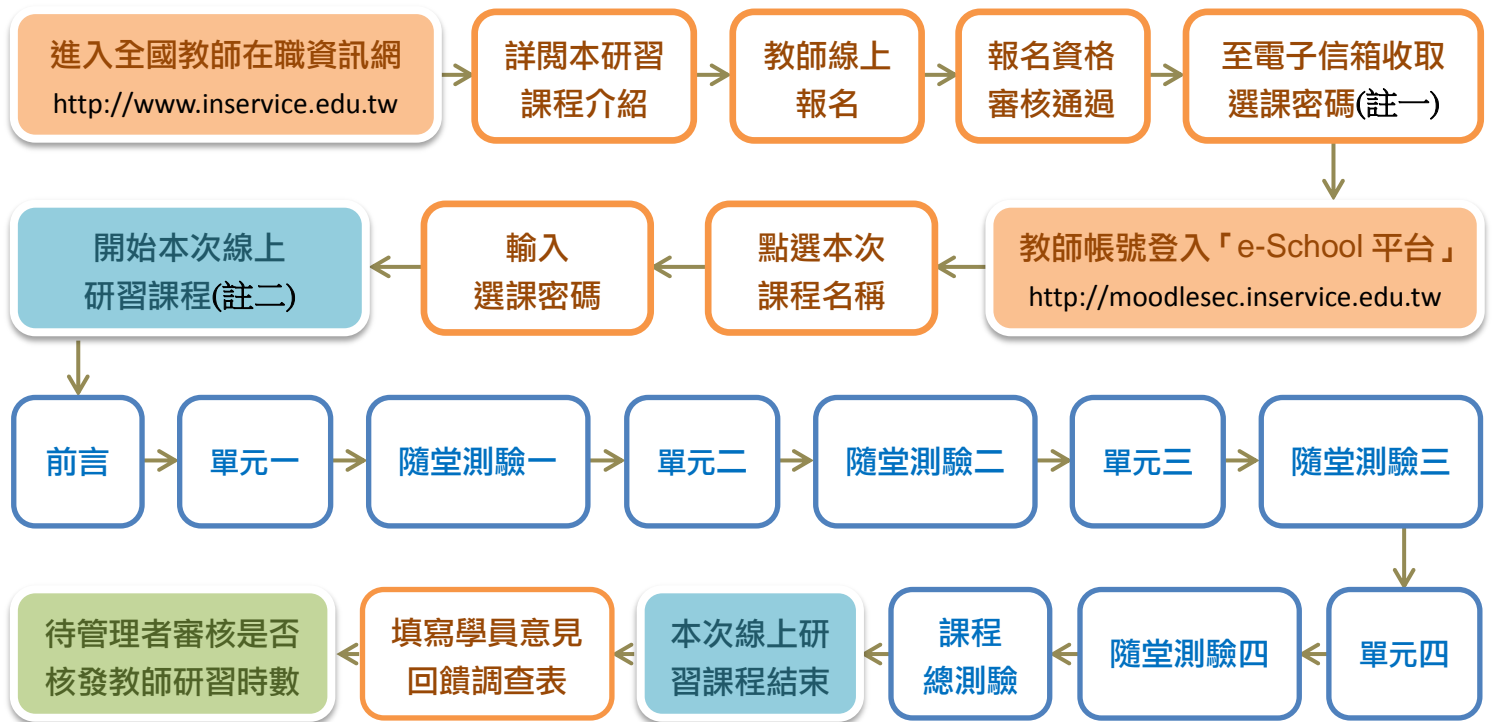 進入全國教師在職資訊網
http://www.inservice.edu.tw
詳閱本研習
課程介紹
教師線上
報名
報名資格
審核通過
至電子信箱收取
選課密碼(註一)
教師帳號登入「e-School 平台」
http://moodlesec.inservice.edu.tw
點選本次
課程名稱
輸入
選課密碼
開始本次線上
研習課程(註二)
前言
單元一
隨堂測驗一
單元二
隨堂測驗二
單元三
隨堂測驗三
單元四
隨堂測驗四
課程
總測驗
本次線上研
習課程結束
填寫學員意見
回饋調查表
待管理者審核是否
核發教師研習時數